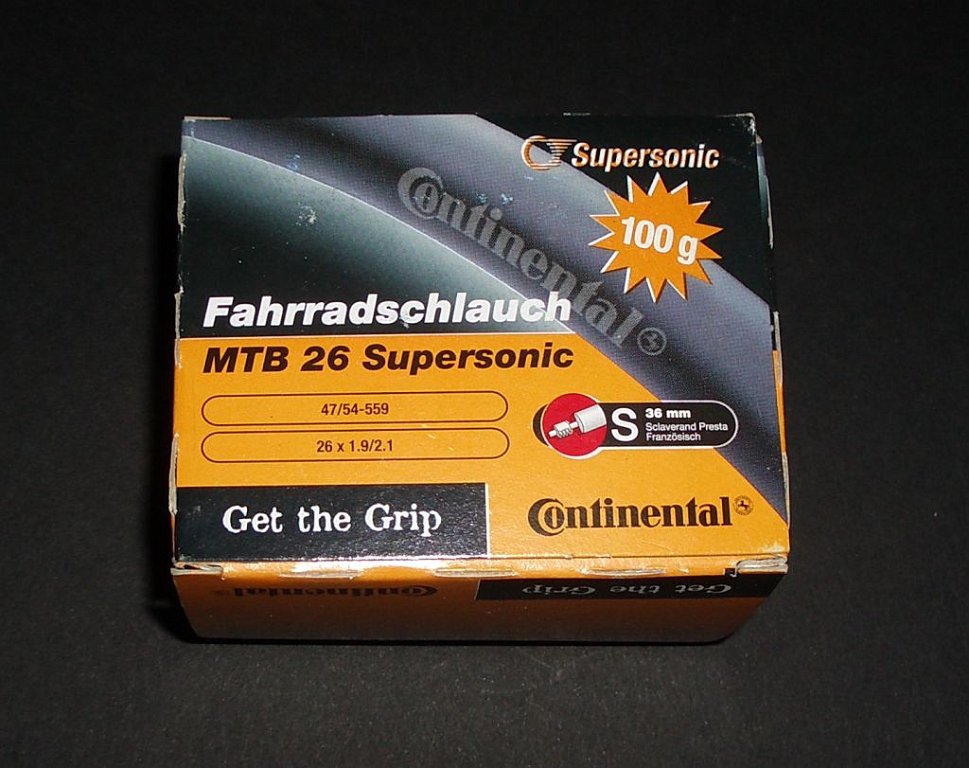 Supersonic
100 g
Continental
Fahrradschlauch
MTB 26 Supersonic
47/54-559
26 x 1.9/2.1
S
36 mm
Sclaverand Presta
Französisch
Get the Grip
Continental
Continental
Get the Grip